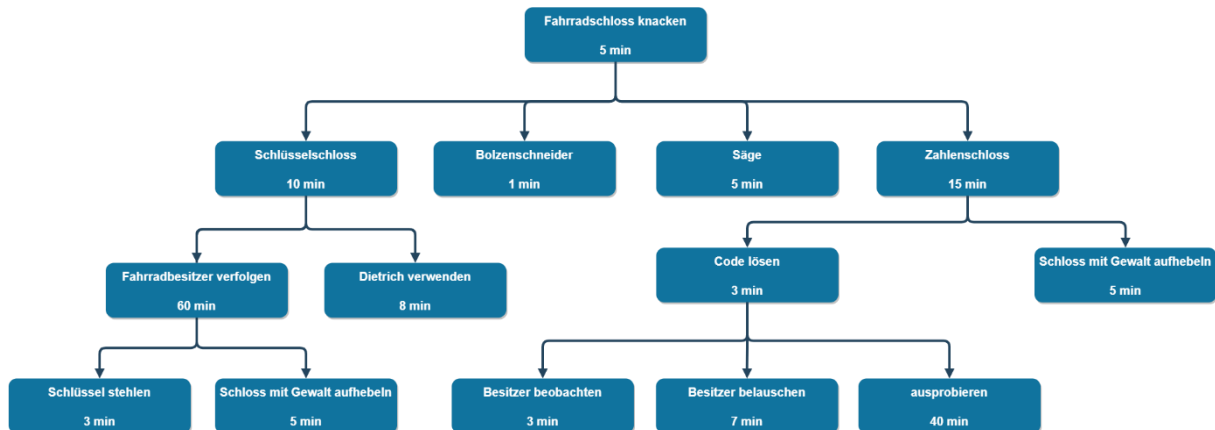 Fahrradschloss knacken
5 min
Schlüsselschloss
10 min
Bolzenschneider
1 min
Säge
5 min
Zahlenschloss
15 min
Fahrradbesitzer verfolgen
60 min
Dietrich verwenden
8 min
Code lösen
3 min
Schloss mit Gewalt aufhebeln
5 min
Schlüssel stehlen
3 min
Schloss mit Gewalt aufhebeln
5 min
Besitzer beobachten
3 min
Besitzer belauschen
7 min
ausprobieren
40 min